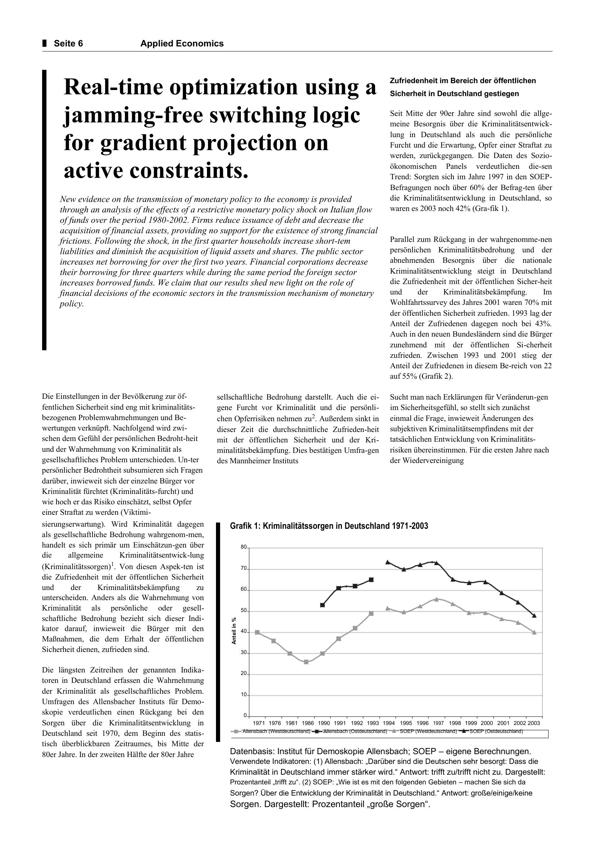 Seite 6 Applied Economics
Real-time optimization using a
jamming-free switching logic
for gradient projection on
active constraints.
New evidence on the transmission of monetary policy to the economy is provided
through an analysis of the effects of a restrictive monetary policy shock on Italian flow
of funds over the period 1980-2002. Firms reduce issuance of debt and decrease the
acquisition of financial assets, providing no support for the existence of strong financial
frictions. Following the shock, in the first quarter households increase short-tem
liabilities and diminish the acquisition of liquid assets and shares. The public sector
increases net borrowing for over the first two years. Financial corporations decrease
their borrowing for three quarters while during the same period the foreign sector
increases borrowed funds. We claim that our results shed new light on the role of
financial decisions of the economic sectors in the transmission mechanism of monetary
policy.
Zufriedenheit im Bereich der öffentlichen
Sicherheit in Deutschland gestiegen
Seit Mitte der 90er Jahre sind sowohl die allge-
meine Besorgnis über die Kriminalitätsentwick-
lung in Deutschland als auch die persönliche
Furcht und die Erwartung, Opfer einer Straftat zu
werden, zurückgegangen. Die Daten des Sozio-
ökonomischen Panels verdeutlichen die-sen
Trend: Sorgten sich im Jahre 1997 in den SOEP-
Befragungen noch über 60% der Befrag-ten über
die Kriminalitätsentwicklung in Deutschland, so
waren es 2003 noch 42% (Gra-fik 1).
Parallel zum Rückgang in der wahrgenomme-nen
persönlichen Kriminalitätsbedrohung und der
abnehmenden Besorgnis über die nationale
Kriminalitätsentwicklung steigt in Deutschland
die Zufriedenheit mit der öffentlichen Sicher-heit
und der Kriminalitätsbekämpfung. Im
Wohlfahrtssurvey des Jahres 2001 waren 70% mit
der öffentlichen Sicherheit zufrieden. 1993 lag der
Anteil der Zufriedenen dagegen noch bei 43%.
Auch in den neuen Bundesländern sind die Bürger
zunehmend mit der öffentlichen Si-cherheit
zufrieden. Zwischen 1993 und 2001 stieg der
Anteil der Zufriedenen in diesem Be-reich von 22
auf 55% (Grafik 2).
Die Einstellungen in der Bevölkerung zur öf-
fentlichen Sicherheit sind eng mit kriminalitäts-
bezogenen Problemwahrnehmungen und Be-
wertungen verknüpft. Nachfolgend wird zwi-
schen dem Gefühl der persönlichen Bedroht-heit
und der Wahrnehmung von Kriminalität als
gesellschaftliches Problem unterschieden. Un-ter
persönlicher Bedrohtheit subsumieren sich Fragen
darüber, inwieweit sich der einzelne Bürger vor
Kriminalität fürchtet (Kriminalitäts-furcht) und
wie hoch er das Risiko einschätzt, selbst Opfer
einer Straftat zu werden (Viktimi-
sierungserwartung). Wird Kriminalität dagegen
als gesellschaftliche Bedrohung wahrgenom-men,
handelt es sich primär um Einschätzun-gen über
die allgemeine Kriminalitätsentwick-lung
(Kriminalitätssorgen)1. Von diesen Aspek-ten ist
die Zufriedenheit mit der öffentlichen Sicherheit
und der Kriminalitätsbekämpfung zu
unterscheiden. Anders als die Wahrnehmung von
Kriminalität als persönliche oder gesell-
schaftliche Bedrohung bezieht sich dieser Indi-
kator darauf, inwieweit die Bürger mit den
Maßnahmen, die dem Erhalt der öffentlichen
Sicherheit dienen, zufrieden sind.
Die längsten Zeitreihen der genannten Indika-
toren in Deutschland erfassen die Wahrnehmung
der Kriminalität als gesellschaftliches Problem.
Umfragen des Allensbacher Instituts für Demo-
skopie verdeutlichen einen Rückgang bei den
Sorgen über die Kriminalitätsentwicklung in
Deutschland seit 1970, dem Beginn des statis-
tisch überblickbaren Zeitraumes, bis Mitte der
80er Jahre. In der zweiten Hälfte der 80er Jahre
sellschaftliche Bedrohung darstellt. Auch die ei-
gene Furcht vor Kriminalität und die persönli-
chen Opferrisiken nehmen zu2. Außerdem sinkt in
dieser Zeit die durchschnittliche Zufrieden-heit
mit der öffentlichen Sicherheit und der Kri-
minalitätsbekämpfung. Dies bestätigen Umfra-gen
des Mannheimer Instituts
Sucht man nach Erklärungen für Veränderun-gen
im Sicherheitsgefühl, so stellt sich zunächst
einmal die Frage, inwieweit Änderungen des
subjektiven Kriminalitätsempfindens mit der
tatsächlichen Entwicklung von Kriminalitäts-
risiken übereinstimmen. Für die ersten Jahre nach
der Wiedervereinigung
Grafik 1: Kriminalitätssorgen in Deutschland 1971-2003
Anteil in %
80
70
60
50
40
30
20
10
0
1971 1976 1981 1986 1990 1991 1992 1993 1994 1995 1996 1997 1998 1999 2000 2001 2002 2003
Allensbach (Westdeutschland) Allensbach (Ostdeutschland) SOEP (Westdeutschland) SOEP (Ostdeutschland)
Datenbasis: Institut für Demoskopie Allensbach; SOEP – eigene Berechnungen.
Verwendete Indikatoren: (1) Allensbach: „Darüber sind die Deutschen sehr besorgt: Dass die
Kriminalität in Deutschland immer stärker wird.“ Antwort: trifft zu/trifft nicht zu. Dargestellt:
Prozentanteil „trifft zu“. (2) SOEP: „Wie ist es mit den folgenden Gebieten – machen Sie sich da
Sorgen? Über die Entwicklung der Kriminalität in Deutschland.“ Antwort: große/einige/keine
Sorgen. Dargestellt: Prozentanteil „große Sorgen“.